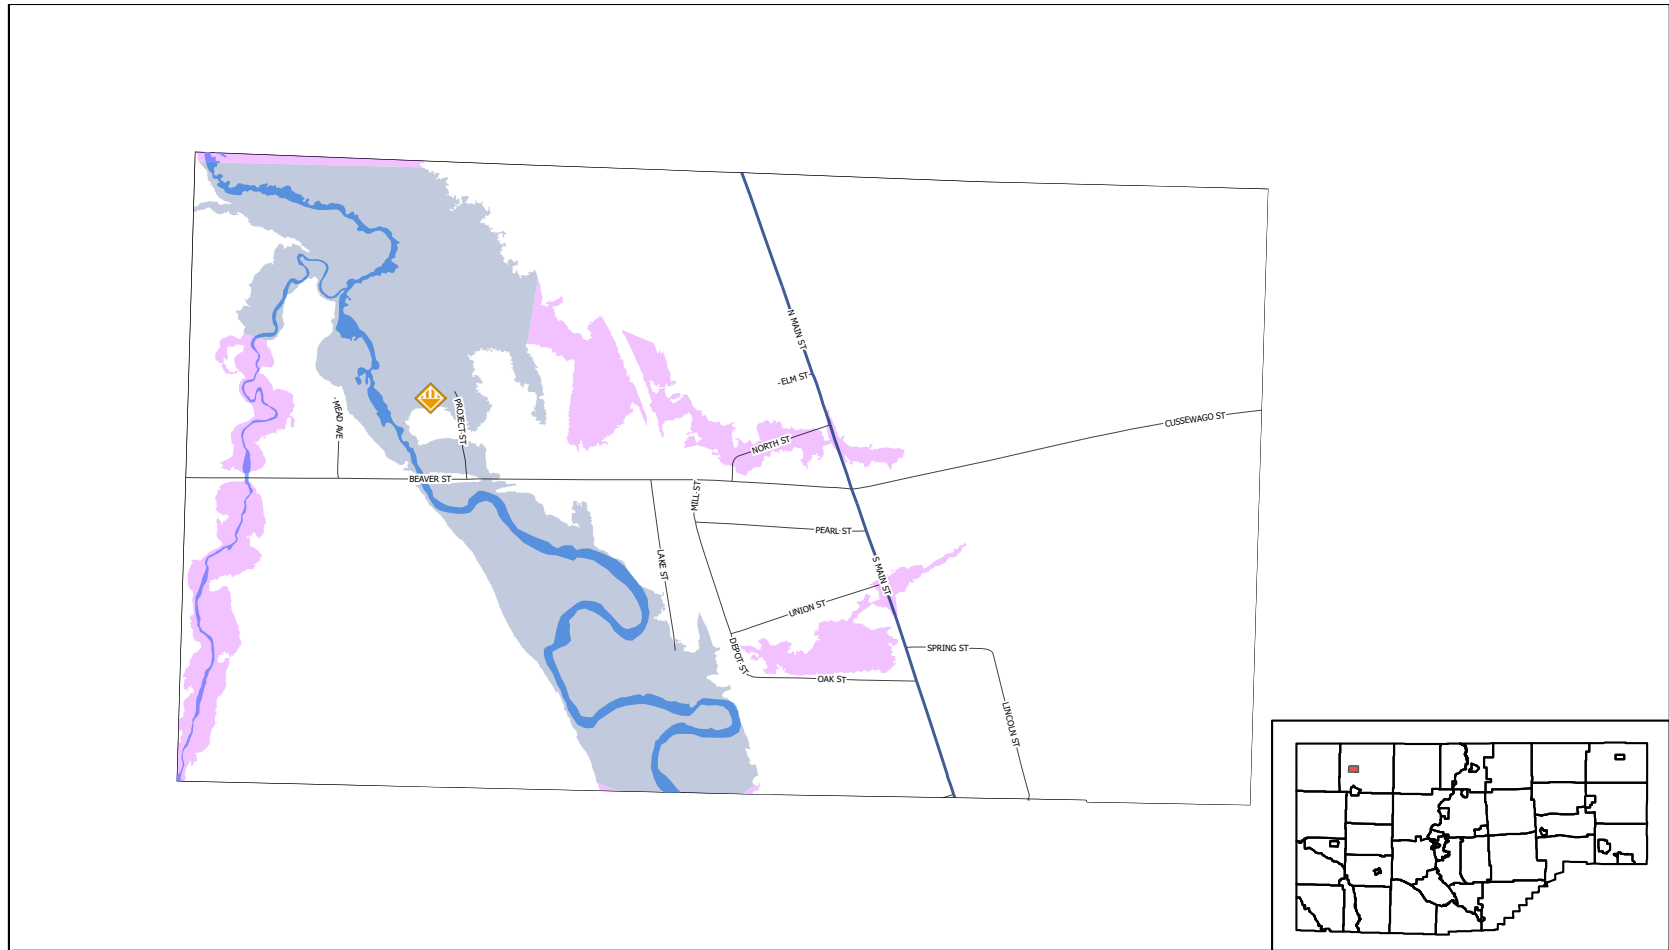 N MAIN ST
ELM ST
MEAD AVE
PROJECT ST
CUSSEWAGO ST
NORTH ST
BEAVER ST
MILL ST
PEARL ST
LAKE ST
S MAIN ST
UNION ST
DEPOT ST
SPRING ST
OAK ST
LINCOLN ST